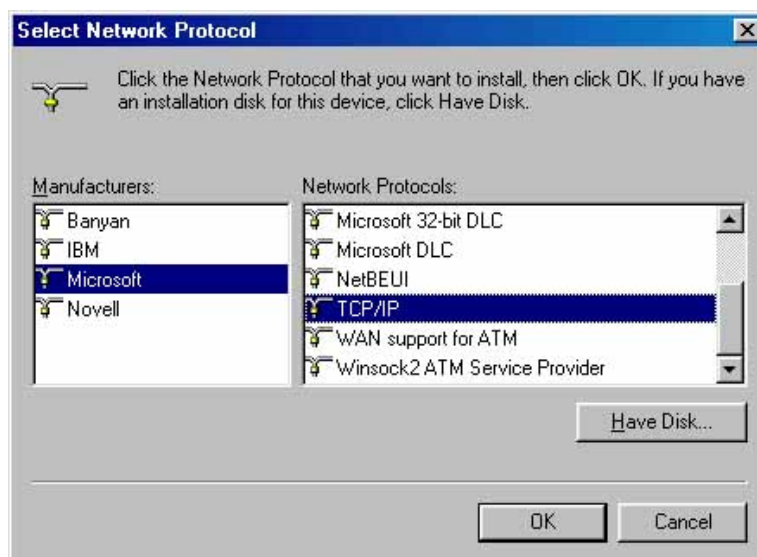 Select Network Protocol
Click the Network Protocol that you want to install, then click OK. If you have
an installation disk for this device, click Have Disk.
Manufacturers:
Banyan
IBM
Microsoft
Novell
Network Protocols:
Microsoft 32-bit DLC
Microsoft DLC
NetBEUI
TCP/IP
WAN support for ATM
Winsock2 ATM Service Provider
Have Disk...
OK
Cancel